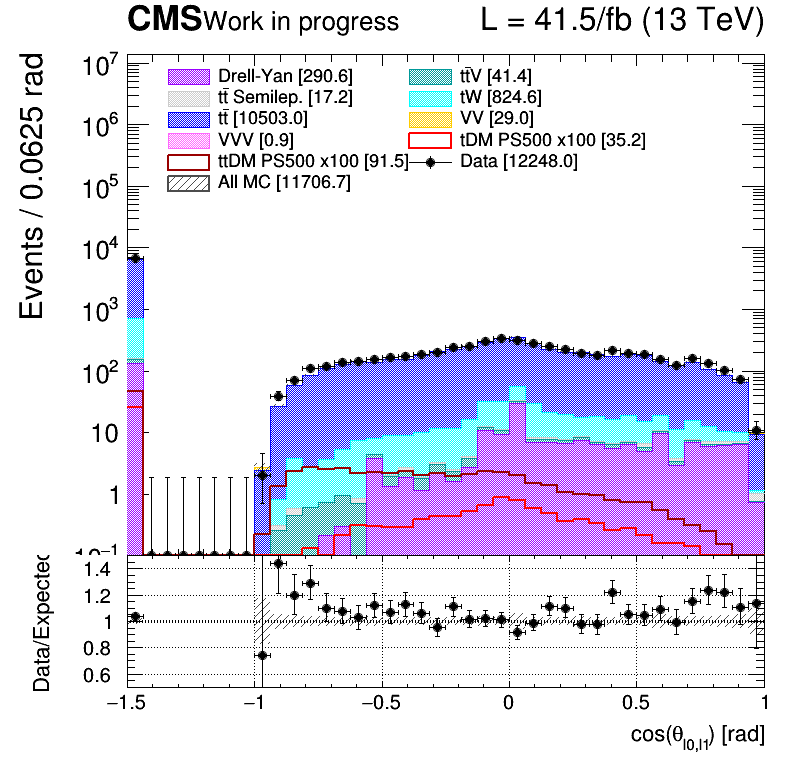 CMS Work in progress L = 41.5/fb (13 TeV)
Events / 0.0625 rad
Drell-Yan [290.6] tt̄V [41.4]
tt̄ Semilep. [17.2] tW [824.6]
tt̄ [10503.0] VV [29.0]
VVV [0.9] tDM PS500 x100 [35.2]
ttDM PS500 x100 [91.5] Data [12248.0]
All MC [11706.7]
10⁷
10⁶
10⁵
10⁴
10³
10²
10
1
10⁻¹
Data/Expected
1.4
1.2
1
0.8
0.6
−1.5 −1 −0.5 0 0.5 1
cos(θ_{l0,l1}) [rad]